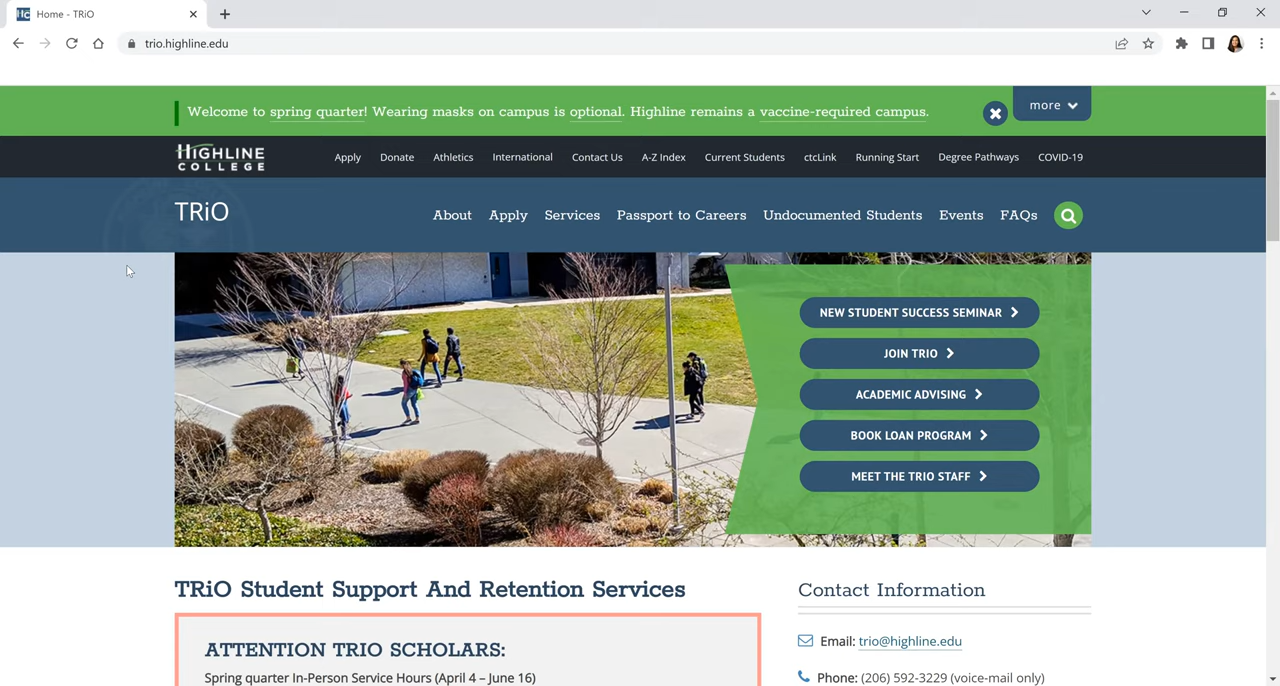 Home - TRiO
trio.highline.edu
Welcome to spring quarter! Wearing masks on campus is optional. Highline remains a vaccine-required campus.
more
HIGHLINE
COLLEGE
Apply Donate Athletics International Contact Us A-Z Index Current Students ctcLink Running Start Degree Pathways COVID-19
TRiO
About Apply Services Passport to Careers Undocumented Students Events FAQs
NEW STUDENT SUCCESS SEMINAR
JOIN TRIO
ACADEMIC ADVISING
BOOK LOAN PROGRAM
MEET THE TRIO STAFF
TRiO Student Support And Retention Services
ATTENTION TRIO SCHOLARS:
Spring quarter In-Person Service Hours (April 4 – June 16)
Contact Information
Email: trio@highline.edu
Phone: (206) 592-3229 (voice-mail only)